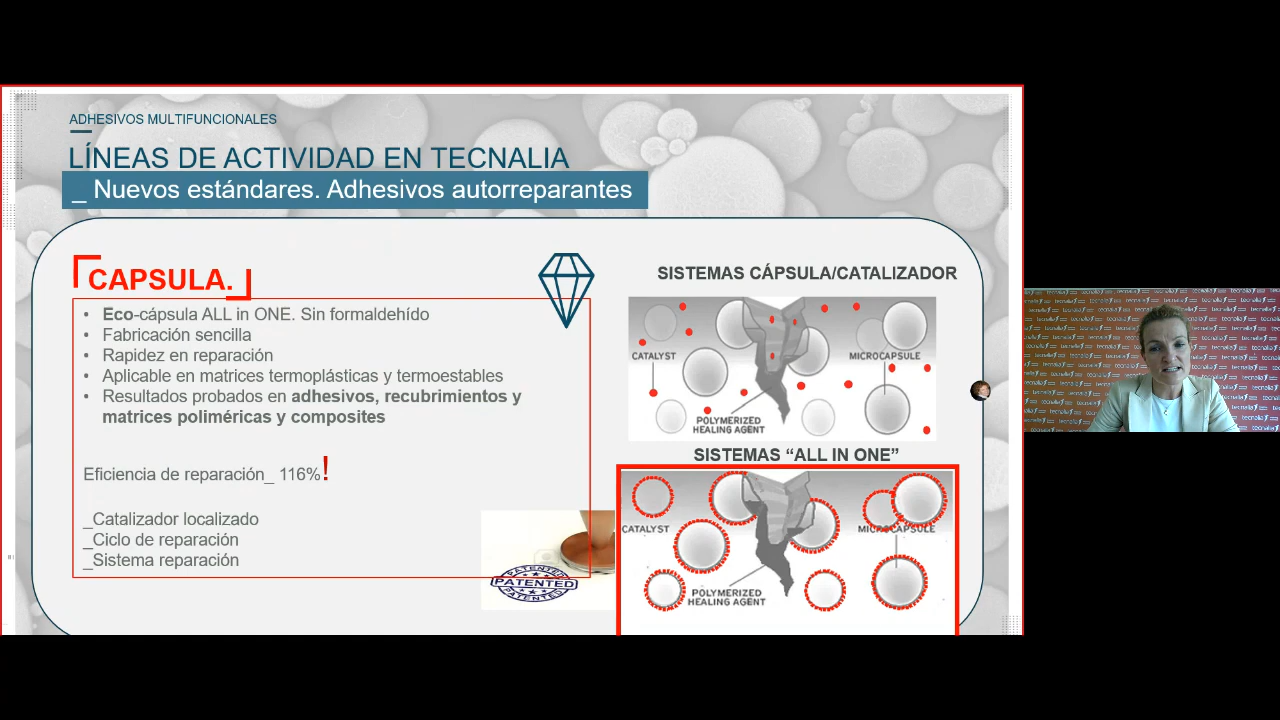 ADHESIVOS MULTIFUNCIONALES
LÍNEAS DE ACTIVIDAD EN TECNALIA
_ Nuevos estándares. Adhesivos autorreparantes
CAPSULA.
• Eco-cápsula ALL in ONE. Sin formaldehído
• Fabricación sencilla
• Rapidez en reparación
• Aplicable en matrices termoplásticas y termoestables
• Resultados probados en adhesivos, recubrimientos y
matrices poliméricas y composites
Eficiencia de reparación_ 116%!
_Catalizador localizado
_Ciclo de reparación
_Sistema reparación
PATENTED
PATENTED
PATENTED
SISTEMAS CÁPSULA/CATALIZADOR
CATALYST
MICROCAPSULE
POLYMERIZED
HEALING AGENT
SISTEMAS “ALL IN ONE”
CATALYST
MICROCAPSULE
POLYMERIZED
HEALING AGENT
tecnalia